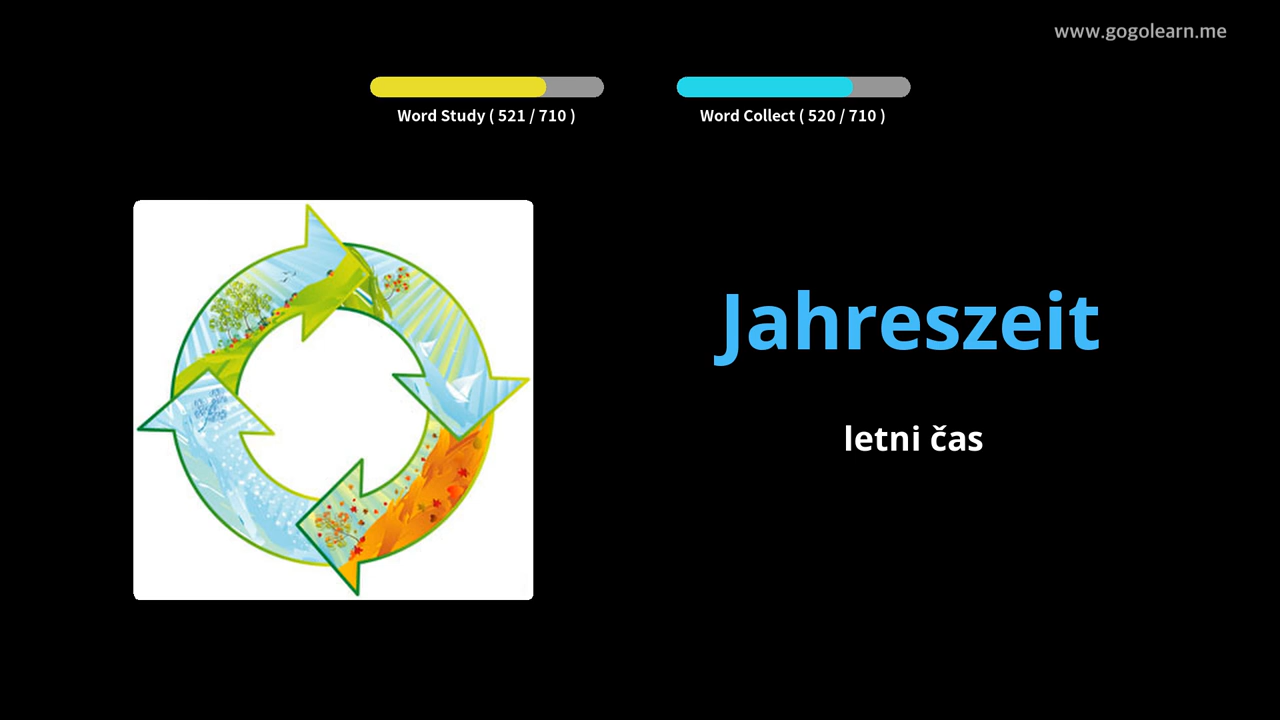 www.gogolearn.me
Word Study ( 521 / 710 )
Word Collect ( 520 / 710 )
Jahreszeit
letni čas